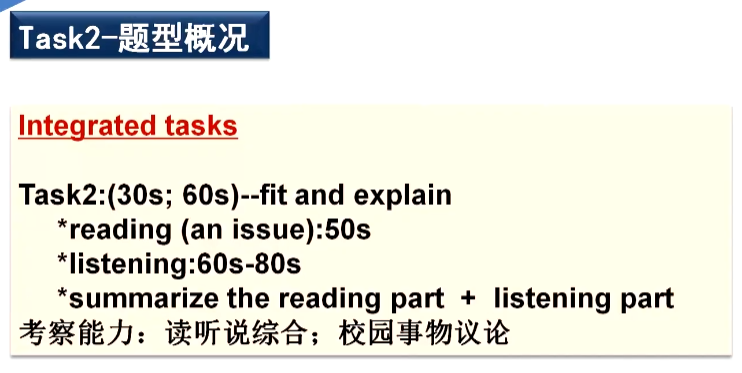 Task2-题型概况
Integrated tasks
Task2:(30s; 60s)--fit and explain
*reading (an issue):50s
*listening:60s-80s
*summarize the reading part + listening part
考察能力：读听说综合；校园事物议论